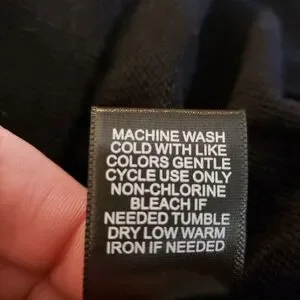 MACHINE WASH
COLD WITH LIKE
COLORS GENTLE
CYCLE USE ONLY
NON-CHLORINE
BLEACH IF
NEEDED TUMBLE
DRY LOW WARM
IRON IF NEEDED